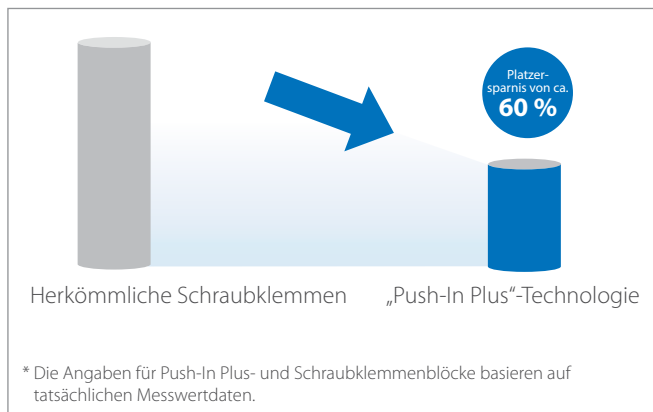 Platzer-
sparnis von ca.
60 %
Herkömmliche Schraubklemmen
„Push-In Plus“-Technologie
* Die Angaben für Push-In Plus- und Schraubklemmenblöcke basieren auf
tatsächlichen Messwertdaten.